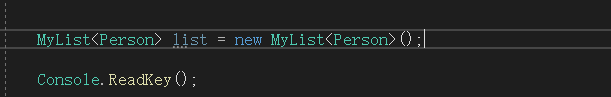 MyList<Person> list = new MyList<Person>();
Console.ReadKey();